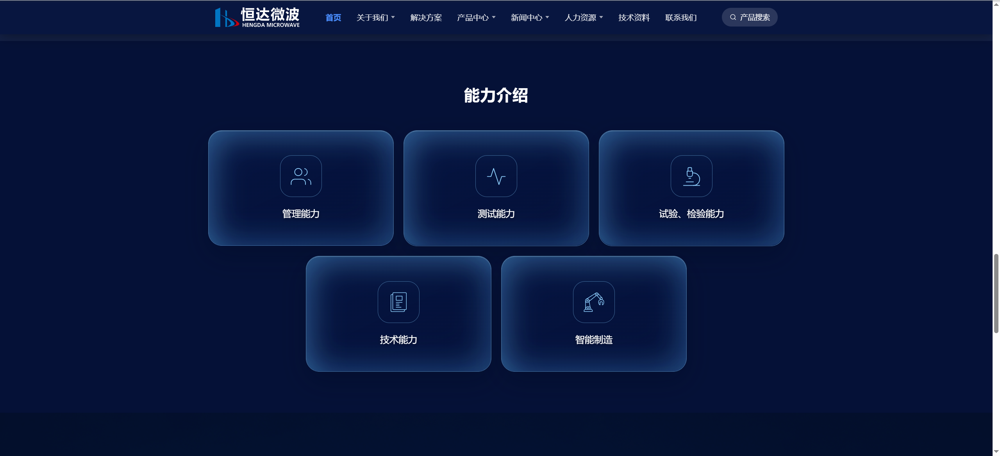 恒达微波
HENGDA MICROWAVE
首页 关于我们 解决方案 产品中心 新闻中心 人力资源 技术资料 联系我们 产品搜索
能力介绍
管理能力 测试能力 试验、检验能力
技术能力 智能制造